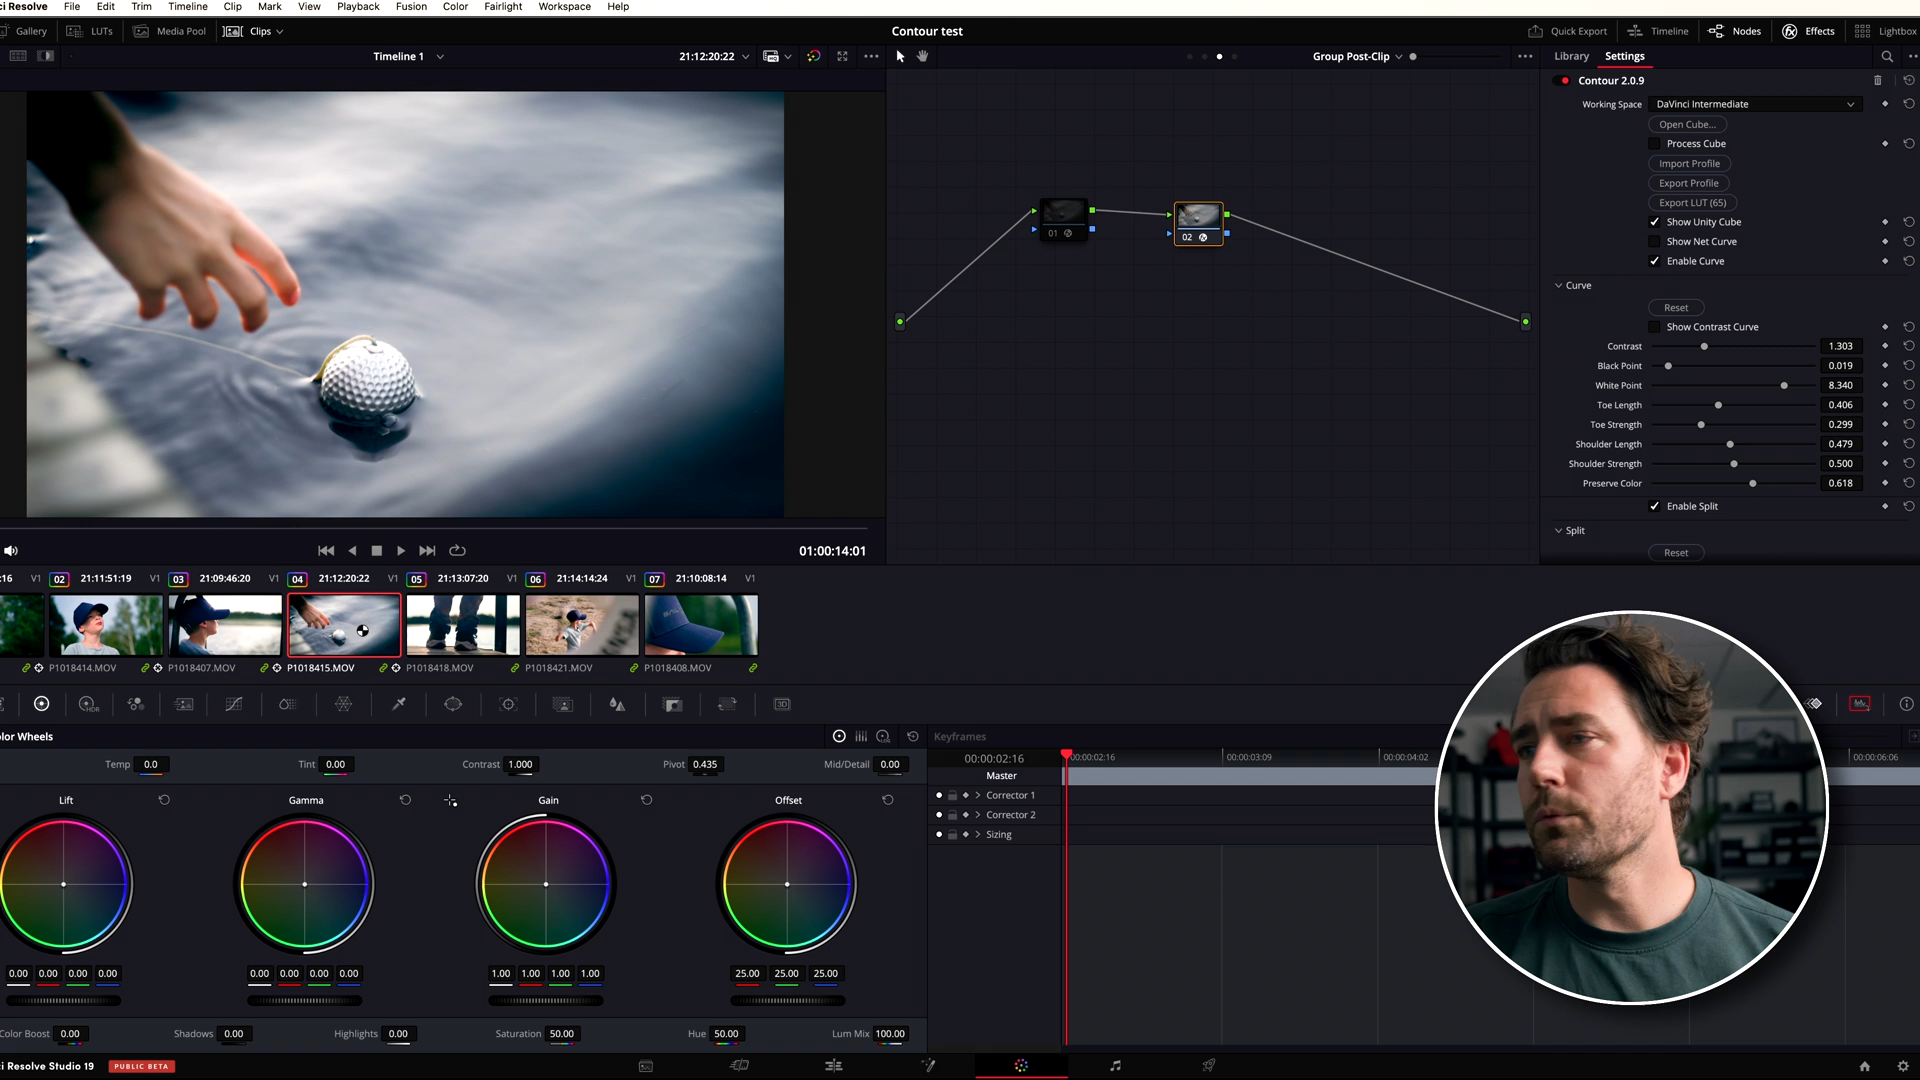 ci Resolve File Edit Trim Timeline Clip Mark View Playback Fusion Color Fairlight Workspace Help
Gallery LUTs Media Pool Clips Contour test Quick Export Timeline Nodes Effects Lightbox
Timeline 1 21:12:20:22 Group Post-Clip Library Settings
Contour 2.0.9
Working Space DaVinci Intermediate
Open Cube...
Process Cube
Import Profile
Export Profile
Export LUT (65)
Show Unity Cube
Show Net Curve
Enable Curve
Curve
Reset
Show Contrast Curve
Contrast 1.303
Black Point 0.019
White Point 8.340
Toe Length 0.406
Toe Strength 0.299
Shoulder Length 0.479
Shoulder Strength 0.500
Preserve Color 0.618
Enable Split
Split
Reset
01
02
01:00:14:01
:16 V1 02 21:11:51:19 V1 03 21:09:46:20 V1 04 21:12:20:22 V1 05 21:13:07:20 V1 06 21:14:14:24 V1 07 21:10:08:14 V1
P1018414.MOV P1018407.MOV P1018415.MOV P1018418.MOV P1018421.MOV P1018408.MOV
HDR 3D
olor Wheels Keyframes
Temp 0.0 Tint 0.00 Contrast 1.000 Pivot 0.435 Mid/Detail 0.00
00:00:02:16 00:00:02:16 00:00:03:09 00:00:04:02 00:00:06:06
Master
Lift Gamma Gain Offset
Corrector 1
Corrector 2
Sizing
0.00 0.00 0.00 0.00 0.00 0.00 0.00 0.00 1.00 1.00 1.00 1.00 25.00 25.00 25.00
Color Boost 0.00 Shadows 0.00 Highlights 0.00 Saturation 50.00 Hue 50.00 Lum Mix 100.00
ci Resolve Studio 19 PUBLIC BETA